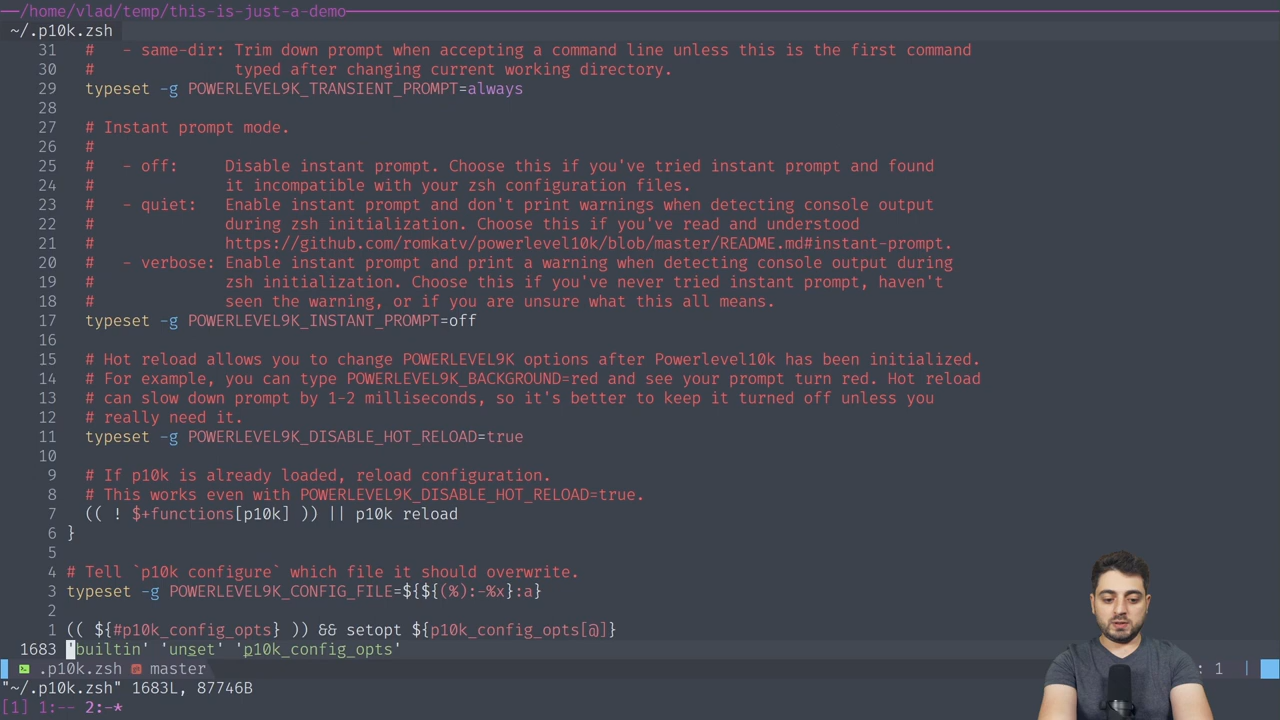 /home/vlad/temp/this-is-just-a-demo
~/.p10k.zsh
31 # - same-dir: Trim down prompt when accepting a command line unless this is the first command
30 # typed after changing current working directory.
29 typeset -g POWERLEVEL9K_TRANSIENT_PROMPT=always
28
27 # Instant prompt mode.
26 #
25 # - off: Disable instant prompt. Choose this if you've tried instant prompt and found
24 # it incompatible with your zsh configuration files.
23 # - quiet: Enable instant prompt and don't print warnings when detecting console output
22 # during zsh initialization. Choose this if you've read and understood
21 # https://github.com/romkatv/powerlevel10k/blob/master/README.md#instant-prompt.
20 # - verbose: Enable instant prompt and print a warning when detecting console output during
19 # zsh initialization. Choose this if you've never tried instant prompt, haven't
18 # seen the warning, or if you are unsure what this all means.
17 typeset -g POWERLEVEL9K_INSTANT_PROMPT=off
16
15 # Hot reload allows you to change POWERLEVEL9K options after Powerlevel10k has been initialized.
14 # For example, you can type POWERLEVEL9K_BACKGROUND=red and see your prompt turn red. Hot reload
13 # can slow down prompt by 1-2 milliseconds, so it's better to keep it turned off unless you
12 # really need it.
11 typeset -g POWERLEVEL9K_DISABLE_HOT_RELOAD=true
10
9 # If p10k is already loaded, reload configuration.
8 # This works even with POWERLEVEL9K_DISABLE_HOT_RELOAD=true.
7 (( ! $+functions[p10k] )) || p10k reload
6 }
5
4 # Tell `p10k configure` which file it should overwrite.
3 typeset -g POWERLEVEL9K_CONFIG_FILE=${${(%):-%x}:a}
2
1 (( ${#p10k_config_opts} )) && setopt ${p10k_config_opts[@]}
1683 'builtin' 'unset' 'p10k_config_opts'
.p10k.zsh master : 1 |
"~/.p10k.zsh" 1683L, 87746B
[1] 1:-- 2:-*